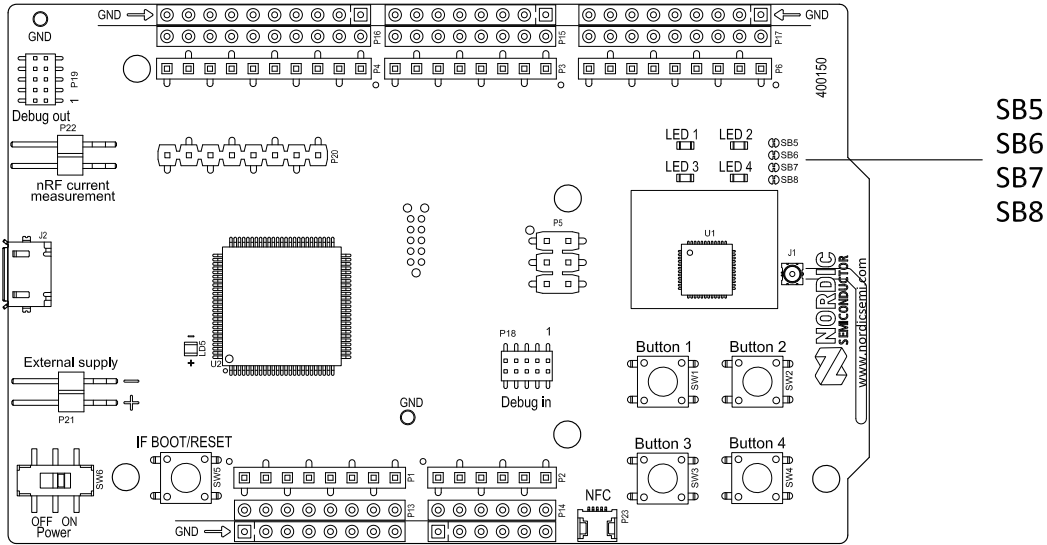 GND
GND
GND
P16
P15
P17
P19
1
Debug out
P4
P3
P6
400150
P22
nRF current
measurement
P20
LED 1
LED 2
SB5
SB6
LED 3
LED 4
SB7
SB8
SB5
SB6
SB7
SB8
J2
P5
U1
J1
NORDIC
SEMICONDUCTOR
www.nordicsemi.com
-
LD5
+
U2
P18
1
Debug in
Button 1
Button 2
SW1
SW2
External supply
P21
GND
IF BOOT/RESET
SW5
Button 3
Button 4
SW3
SW4
SW6
OFF ON
Power
P1
P2
P13
P14
GND
NFC
P23